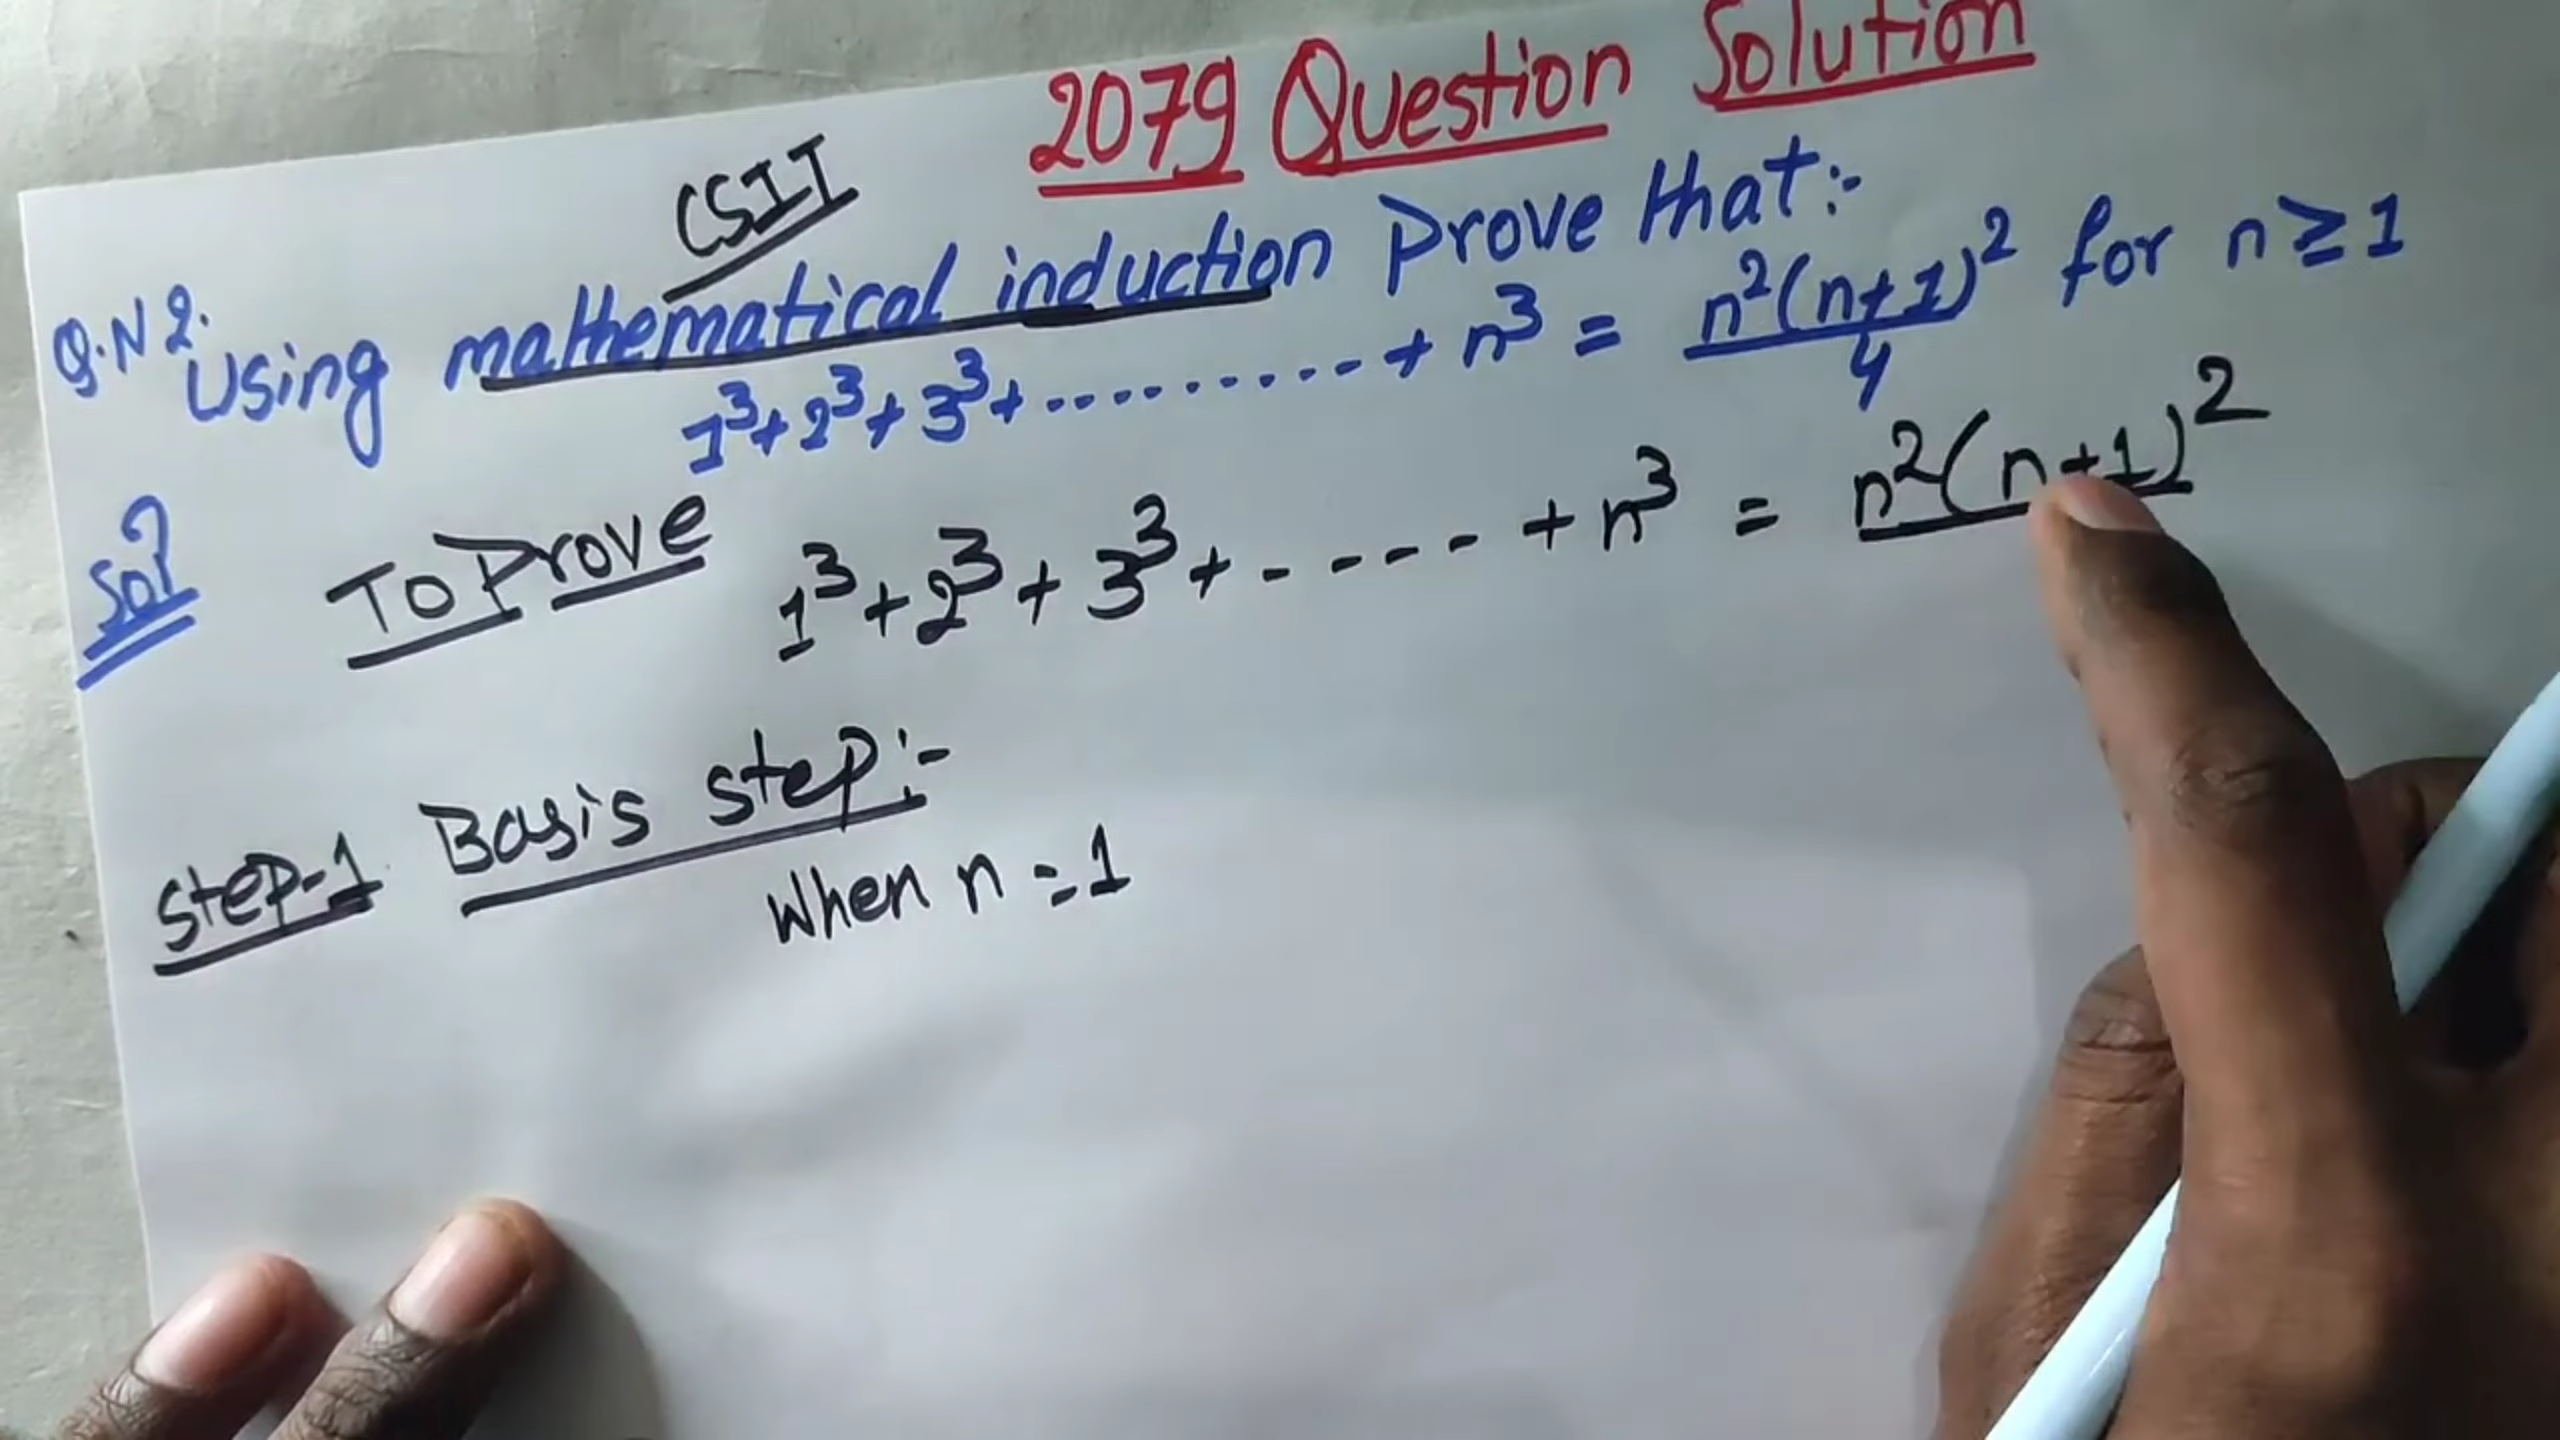 2079 Question Solution
CSIT
Q.N 2. Using mathematical induction Prove that:-
1³+2³+3³+..........+n³ = n²(n+1)²/4 for n≥1
Solⁿ
To Prove 1³+2³+3³+-----+n³ = n²(n+1)²
Step-1 Basis step:-
When n=1